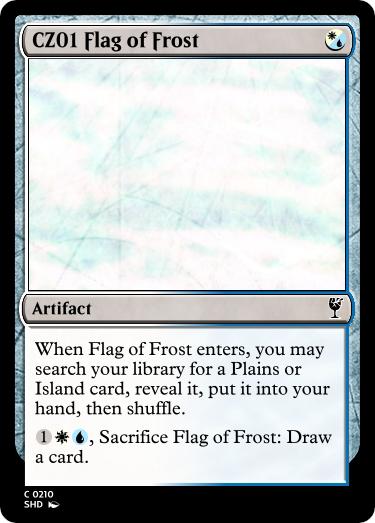 CZ01 Flag of Frost
Artifact
When Flag of Frost enters, you may
search your library for a Plains or
Island card, reveal it, put it into your
hand, then shuffle.
1, Sacrifice Flag of Frost: Draw
a card.
C 0210
SHD